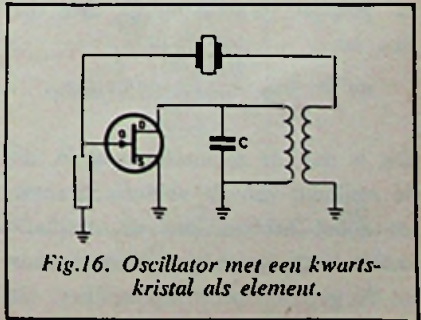 D
G
S
C
Fig.16. Oscillator met een kwarts-
kristal als element.